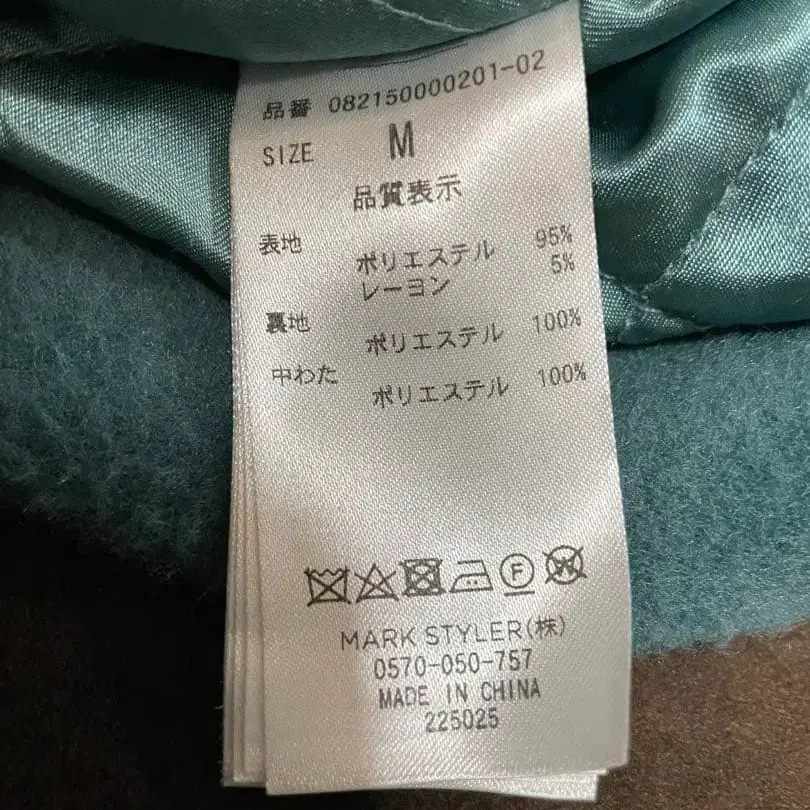 品番 082150000201-02
SIZE M
品質表示
表地 ポリエステル 95%
レーヨン 5%
裏地 ポリエステル 100%
中わた ポリエステル 100%
F W
MARK STYLER(株)
0570-050-757
MADE IN CHINA
225025